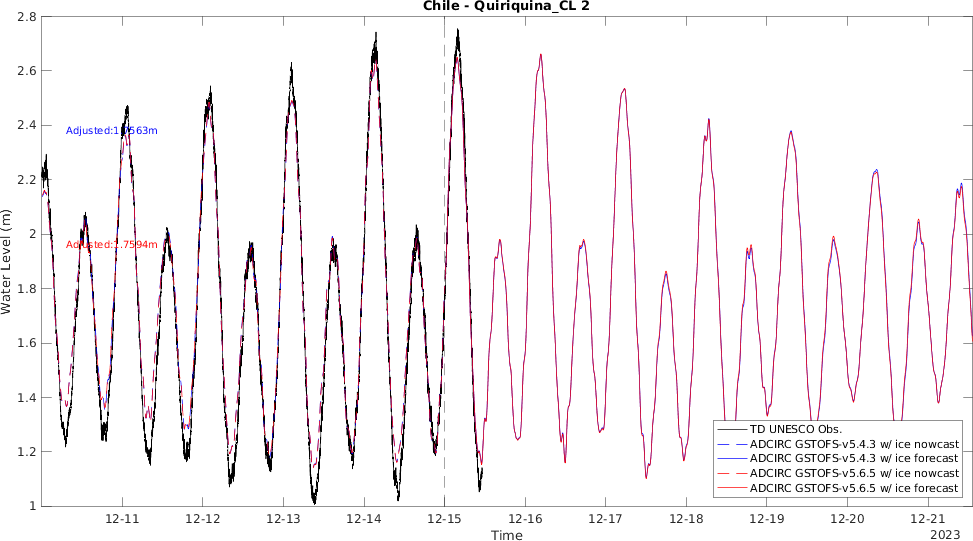 Chile - Quiriquina_CL 2
2.8
2.6
2.4
2.2
2
1.8
1.6
1.4
1.2
1
Water Level (m)
Adjusted:1.7563m
Adjusted:1.7594m
TD UNESCO Obs.
ADCIRC GSTOFS-v5.4.3 w/ ice nowcast
ADCIRC GSTOFS-v5.4.3 w/ ice forecast
ADCIRC GSTOFS-v5.6.5 w/ ice nowcast
ADCIRC GSTOFS-v5.6.5 w/ ice forecast
12-11 12-12 12-13 12-14 12-15 12-16 12-17 12-18 12-19 12-20 12-21
2023
Time